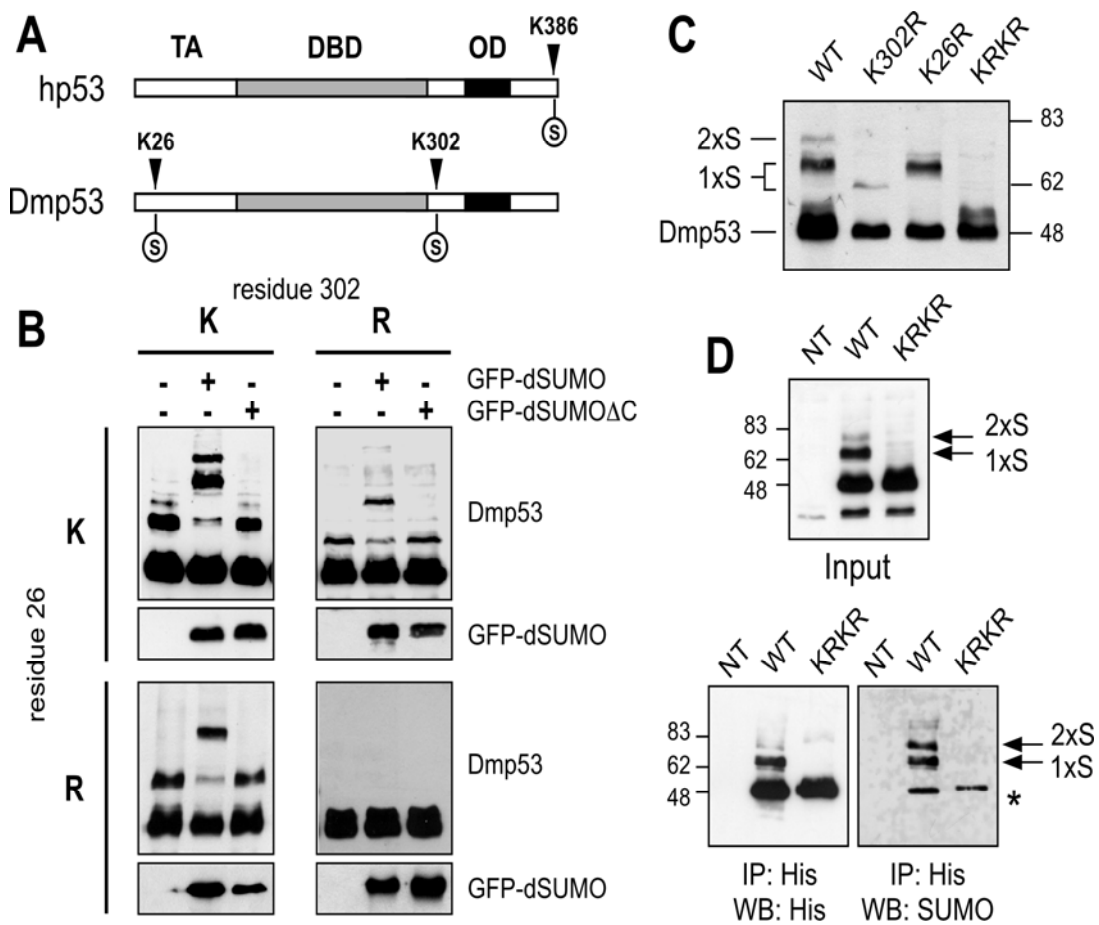 A
TA DBD OD K386
hp53
S
K26 K302
Dmp53
S S
B
residue 302
K R
- + - - + - GFP-dSUMO
- - + - - + GFP-dSUMOΔC
residue 26
K
Dmp53
GFP-dSUMO
R
Dmp53
GFP-dSUMO
C
WT K302R K26R KRKR
2xS
1xS
Dmp53
83
62
48
D
NT WT KRKR
83
62
48
2xS
1xS
Input
NT WT KRKR NT WT KRKR
83
62
48
2xS
1xS
*
IP: His IP: His
WB: His WB: SUMO